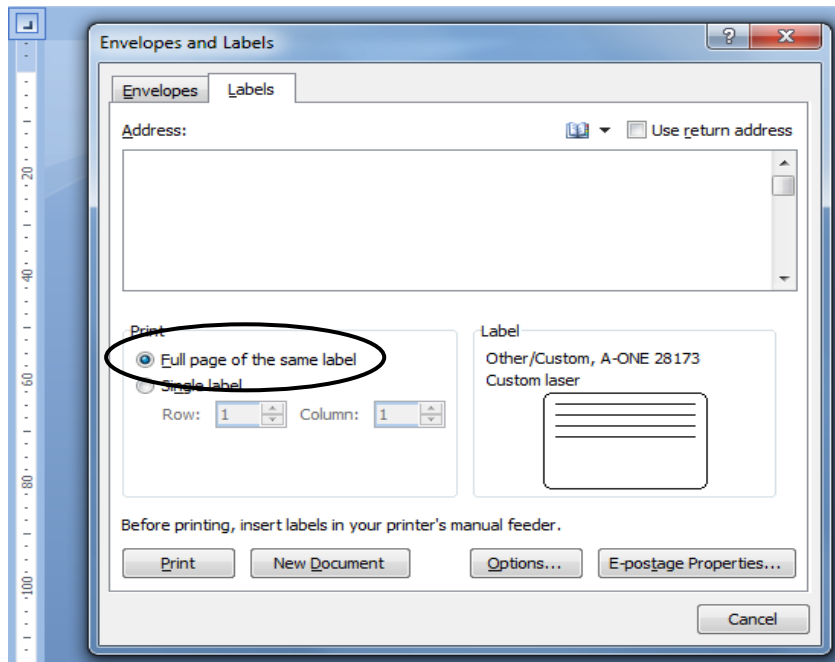 Envelopes and Labels
Envelopes Labels
Address: Use return address
Print
Full page of the same label
Single label
Row: 1 Column: 1
Label
Other/Custom, A-ONE 28173
Custom laser
Before printing, insert labels in your printer's manual feeder.
Print New Document Options... E-postage Properties...
Cancel
20
40
60
80
100